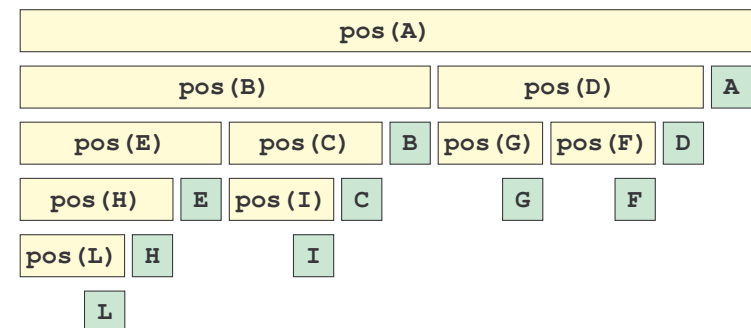 pos(A)
pos(B) pos(D) A
pos(E) pos(C) B pos(G) pos(F) D
pos(H) E pos(I) C G F
pos(L) H I
L